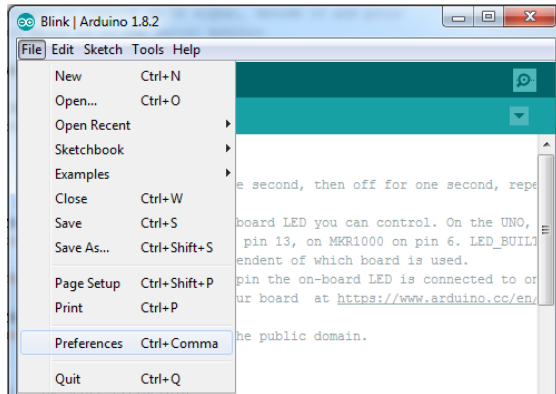 Blink | Arduino 1.8.2
File Edit Sketch Tools Help
New Ctrl+N
Open... Ctrl+O
Open Recent
Sketchbook
Examples
e second, then off for one second, repe
Close Ctrl+W
Save Ctrl+S
board LED you can control. On the UNO,
Save As... Ctrl+Shift+S
pin 13, on MKR1000 on pin 6. LED_BUILT
endent of which board is used.
Page Setup Ctrl+Shift+P
pin the on-board LED is connected to on
ur board at https://www.arduino.cc/en/
Print Ctrl+P
Preferences Ctrl+Comma
he public domain.
Quit Ctrl+Q